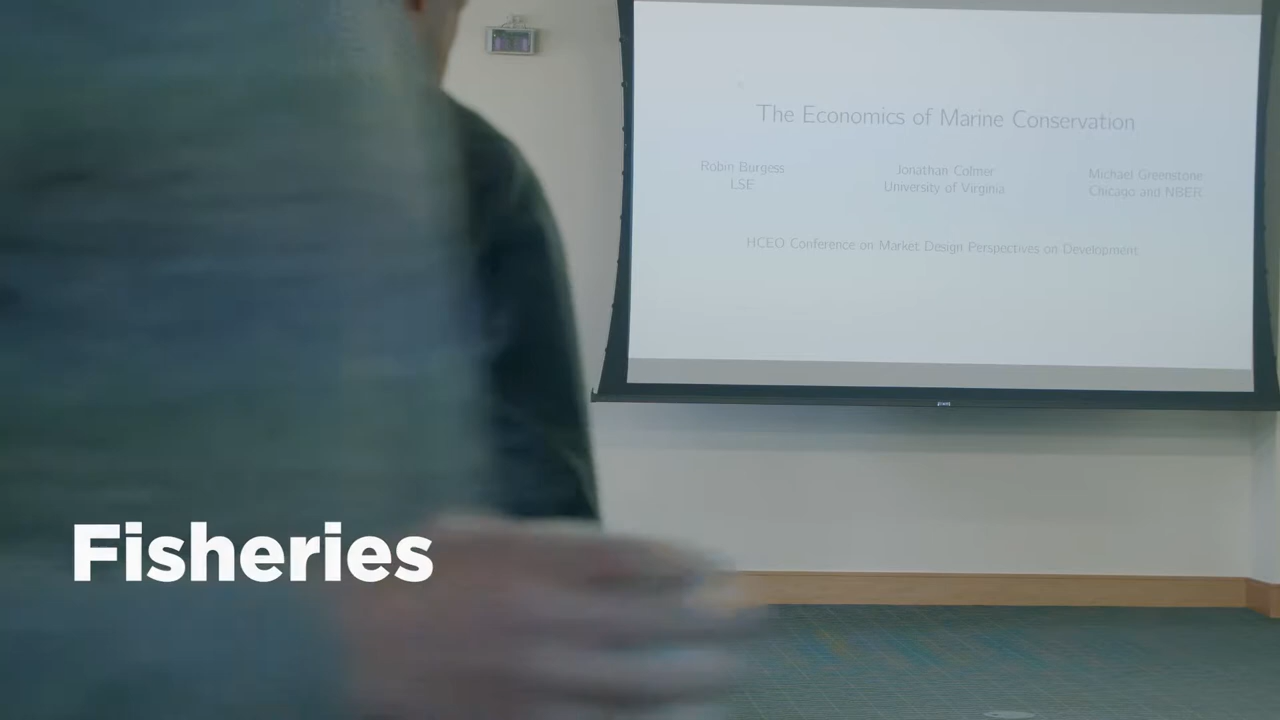 The Economics of Marine Conservation
Robin Burgess
LSE
Jonathan Colmer
University of Virginia
Michael Greenstone
Chicago and NBER
HCEO Conference on Market Design Perspectives on Development
Fisheries